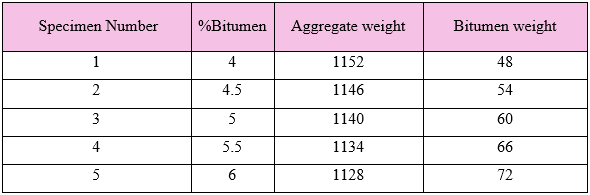 Specimen Number %Bitumen Aggregate weight Bitumen weight
1 4 1152 48
2 4.5 1146 54
3 5 1140 60
4 5.5 1134 66
5 6 1128 72